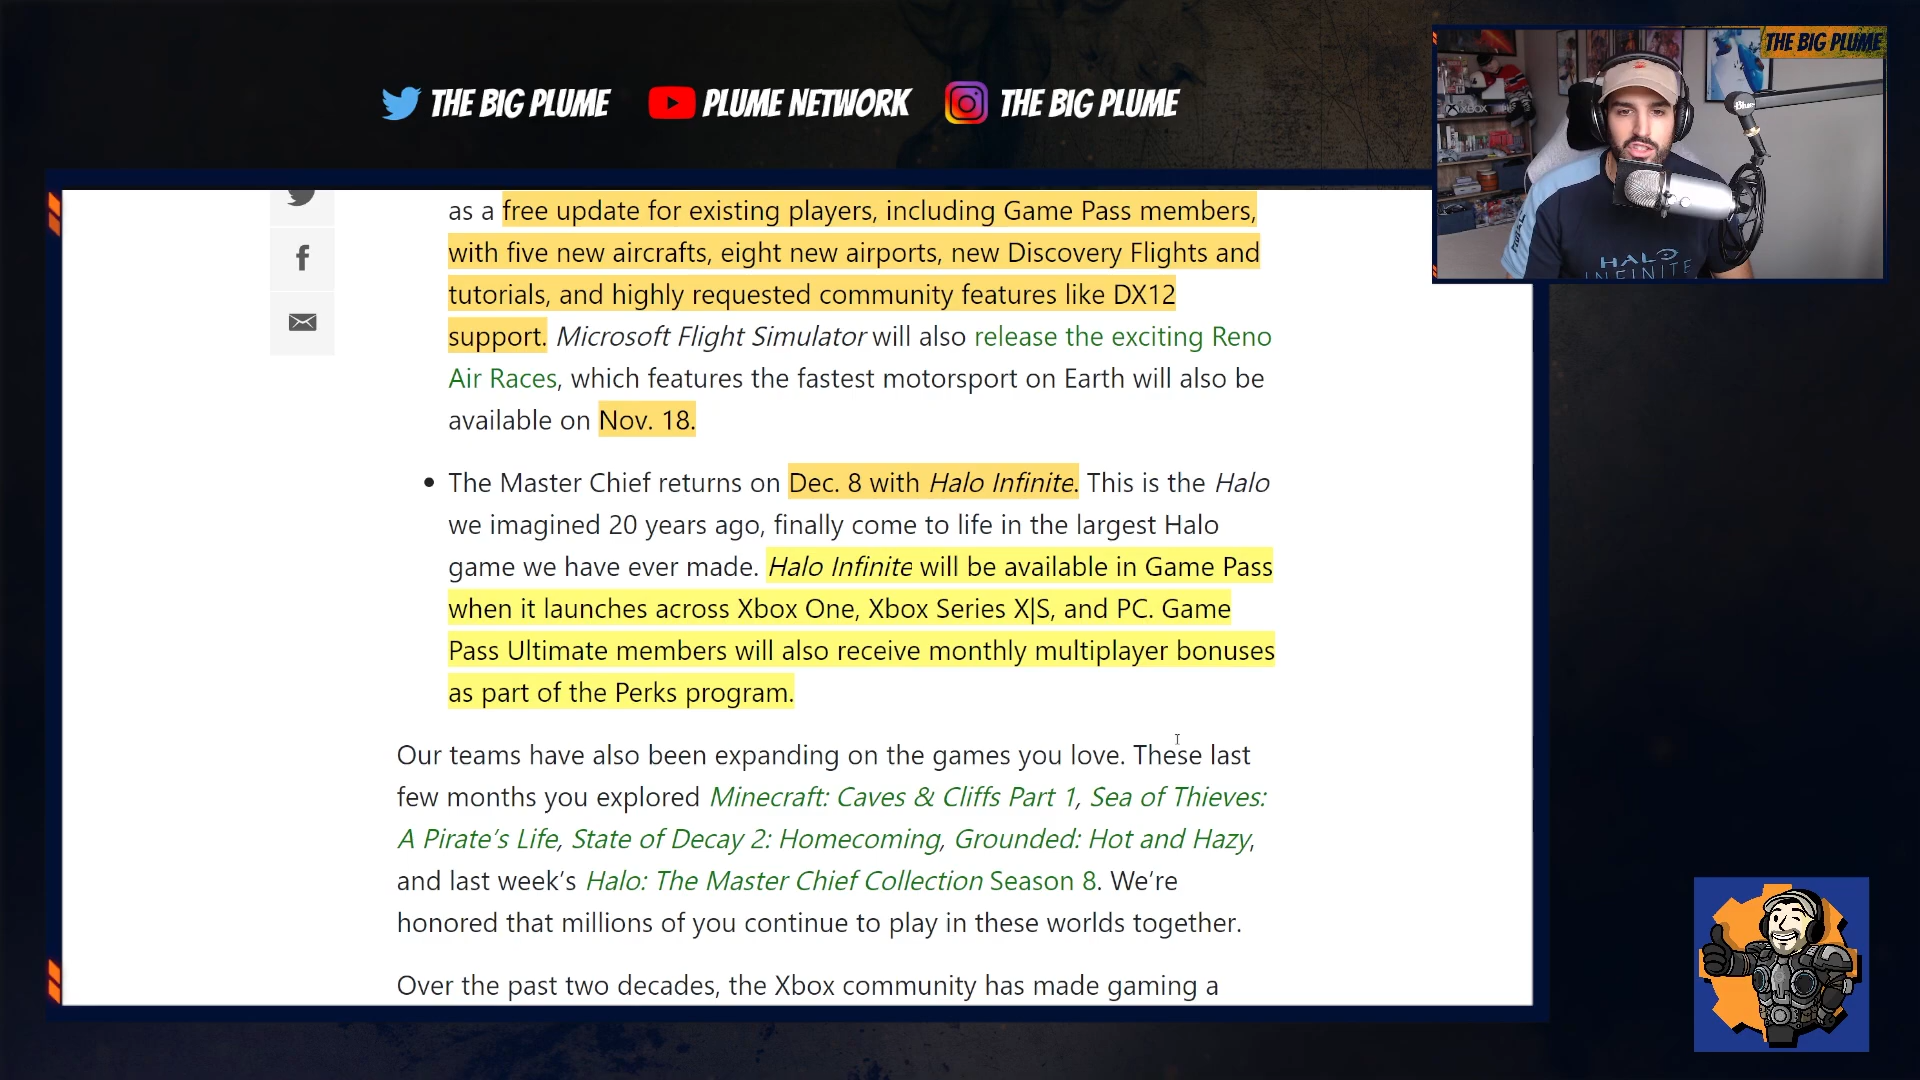 THE BIG PLUME
PLUME NETWORK
THE BIG PLUME
THE BIG PLUME
XBOX
Blue
HALO
INFINITE
as a free update for existing players, including Game Pass members,
with five new aircrafts, eight new airports, new Discovery Flights and
tutorials, and highly requested community features like DX12
support. Microsoft Flight Simulator will also release the exciting Reno
Air Races, which features the fastest motorsport on Earth will also be
available on Nov. 18.
• The Master Chief returns on Dec. 8 with Halo Infinite. This is the Halo
we imagined 20 years ago, finally come to life in the largest Halo
game we have ever made. Halo Infinite will be available in Game Pass
when it launches across Xbox One, Xbox Series X|S, and PC. Game
Pass Ultimate members will also receive monthly multiplayer bonuses
as part of the Perks program.
Our teams have also been expanding on the games you love. These last
few months you explored Minecraft: Caves & Cliffs Part 1, Sea of Thieves:
A Pirate's Life, State of Decay 2: Homecoming, Grounded: Hot and Hazy,
and last week's Halo: The Master Chief Collection Season 8. We're
honored that millions of you continue to play in these worlds together.
Over the past two decades, the Xbox community has made gaming a